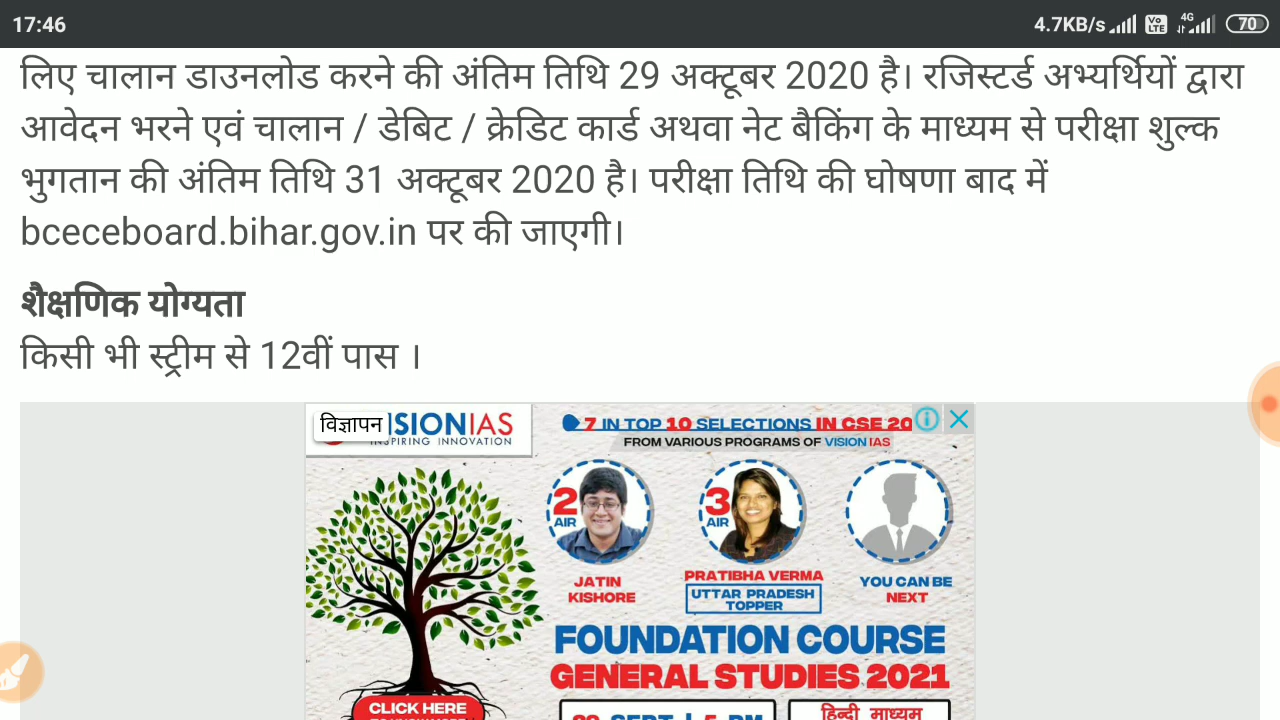 17:46
4.7KB/s Vo LTE 4G 70
लिए चालान डाउनलोड करने की अंतिम तिथि 29 अक्टूबर 2020 है। रजिस्टर्ड अभ्यर्थियों द्वारा
आवेदन भरने एवं चालान / डेबिट / क्रेडिट कार्ड अथवा नेट बैकिंग के माध्यम से परीक्षा शुल्क
भुगतान की अंतिम तिथि 31 अक्टूबर 2020 है। परीक्षा तिथि की घोषणा बाद में
bceceboard.bihar.gov.in पर की जाएगी।
शैक्षणिक योग्यता
किसी भी स्ट्रीम से 12वीं पास ।
विज्ञापन
ISIONIAS
INSPIRING INNOVATION
7 IN TOP 10 SELECTIONS IN CSE 20
FROM VARIOUS PROGRAMS OF VISION IAS
2 AIR
JATIN
KISHORE
3 AIR
PRATIBHA VERMA
UTTAR PRADESH
TOPPER
YOU CAN BE
NEXT
FOUNDATION COURSE
GENERAL STUDIES 2021
CLICK HERE
हिन्दी माध्यम